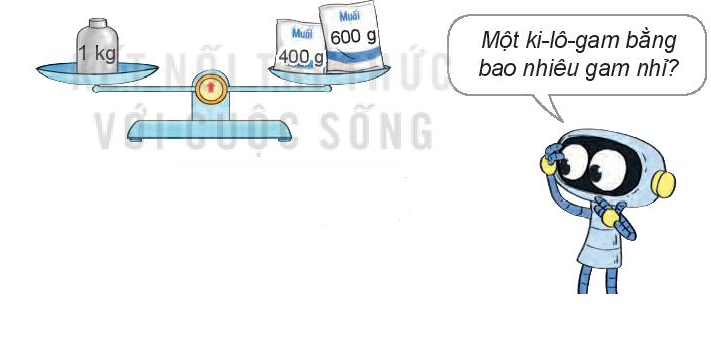 Muối
Muối
600 g
1 kg
400 g
KẾT NỐI TRI THỨC
VỚI CUỘC SỐNG
Một ki-lô-gam bằng
bao nhiêu gam nhỉ?